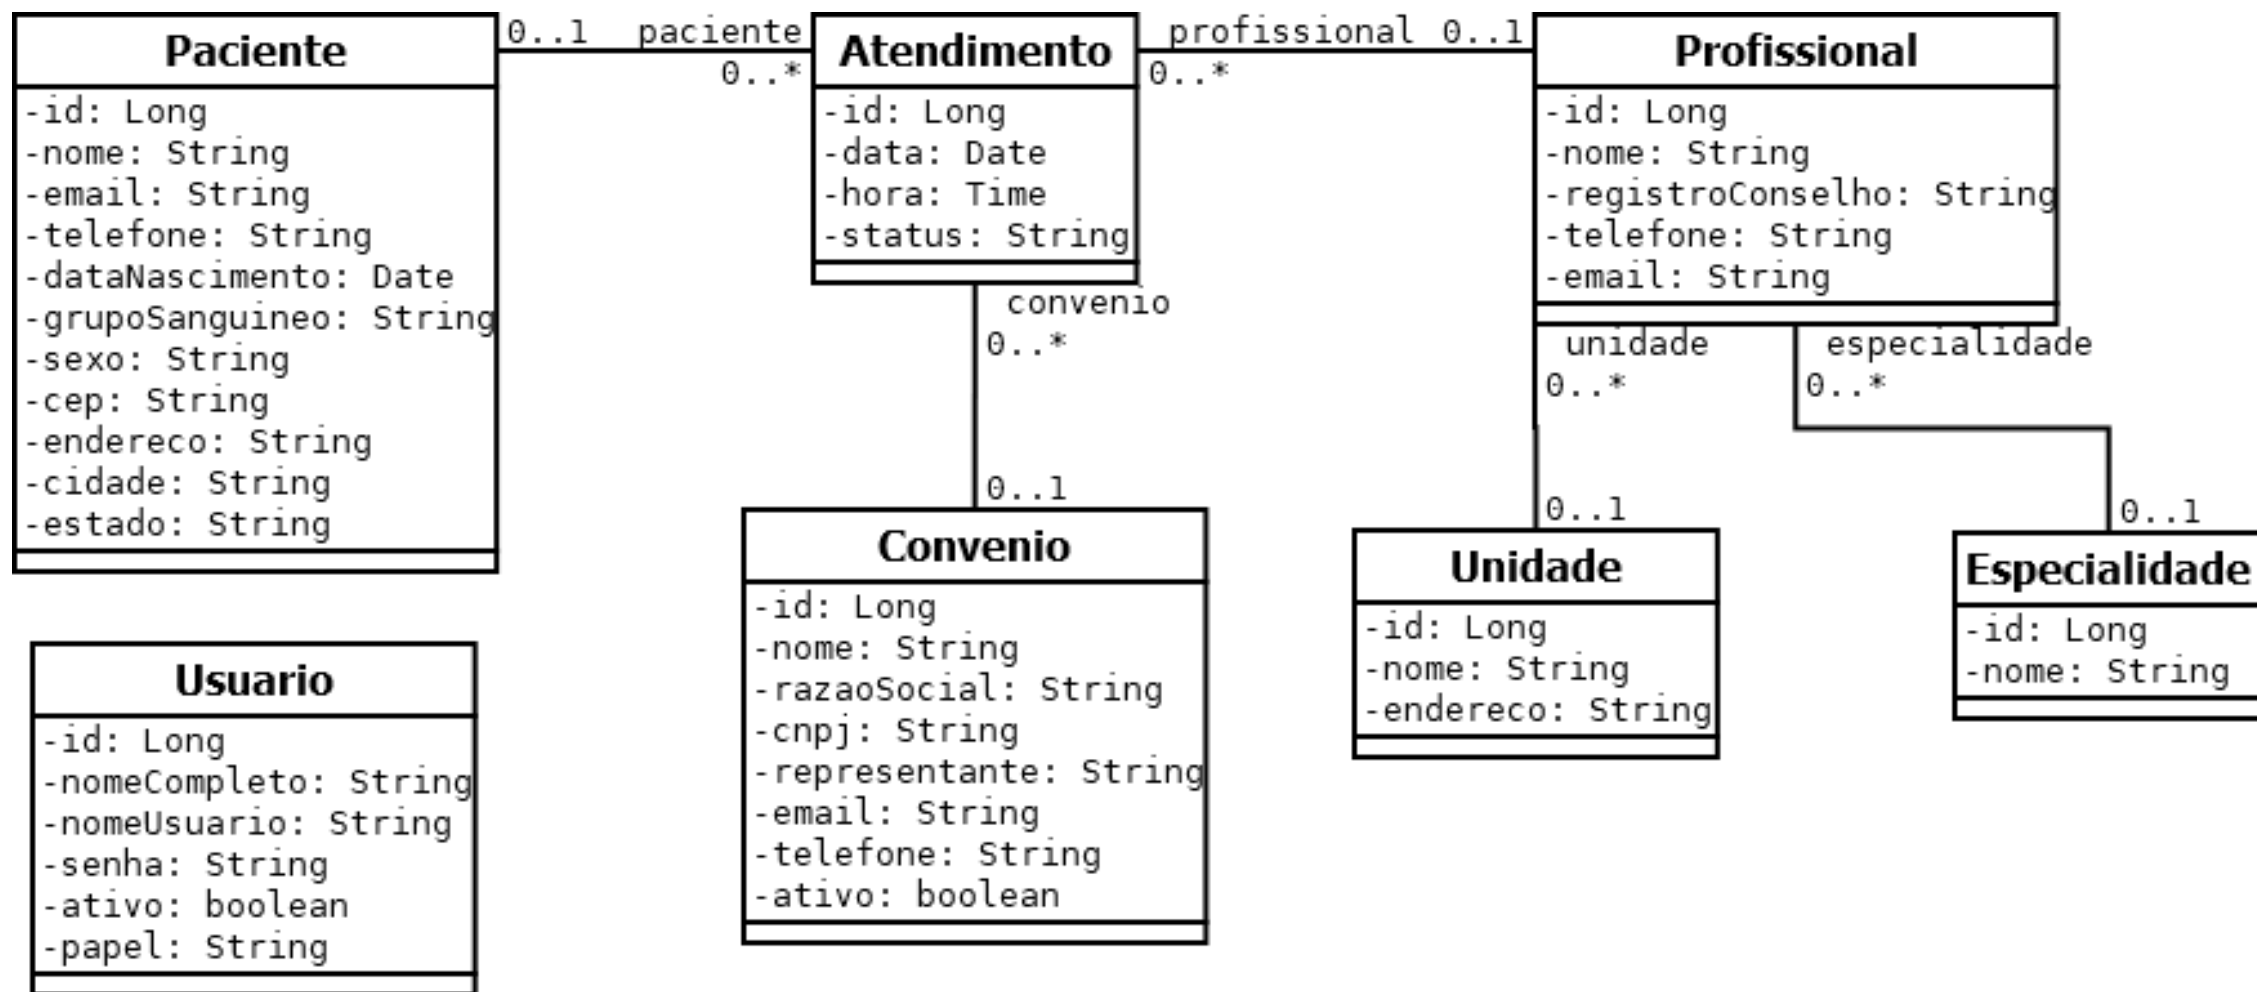 Paciente
-id: Long
-nome: String
-email: String
-telefone: String
-dataNascimento: Date
-grupoSanguineo: String
-sexo: String
-cep: String
-endereco: String
-cidade: String
-estado: String
0..1 paciente
0..*
Atendimento
-id: Long
-data: Date
-hora: Time
-status: String
profissional 0..1
0..*
Profissional
-id: Long
-nome: String
-registroConselho: String
-telefone: String
-email: String
convenio
0..*
0..1
unidade
0..*
0..1
especialidade
0..*
0..1
Usuario
-id: Long
-nomeCompleto: String
-nomeUsuario: String
-senha: String
-ativo: boolean
-papel: String
Convenio
-id: Long
-nome: String
-razaoSocial: String
-cnpj: String
-representante: String
-email: String
-telefone: String
-ativo: boolean
Unidade
-id: Long
-nome: String
-endereco: String
Especialidade
-id: Long
-nome: String